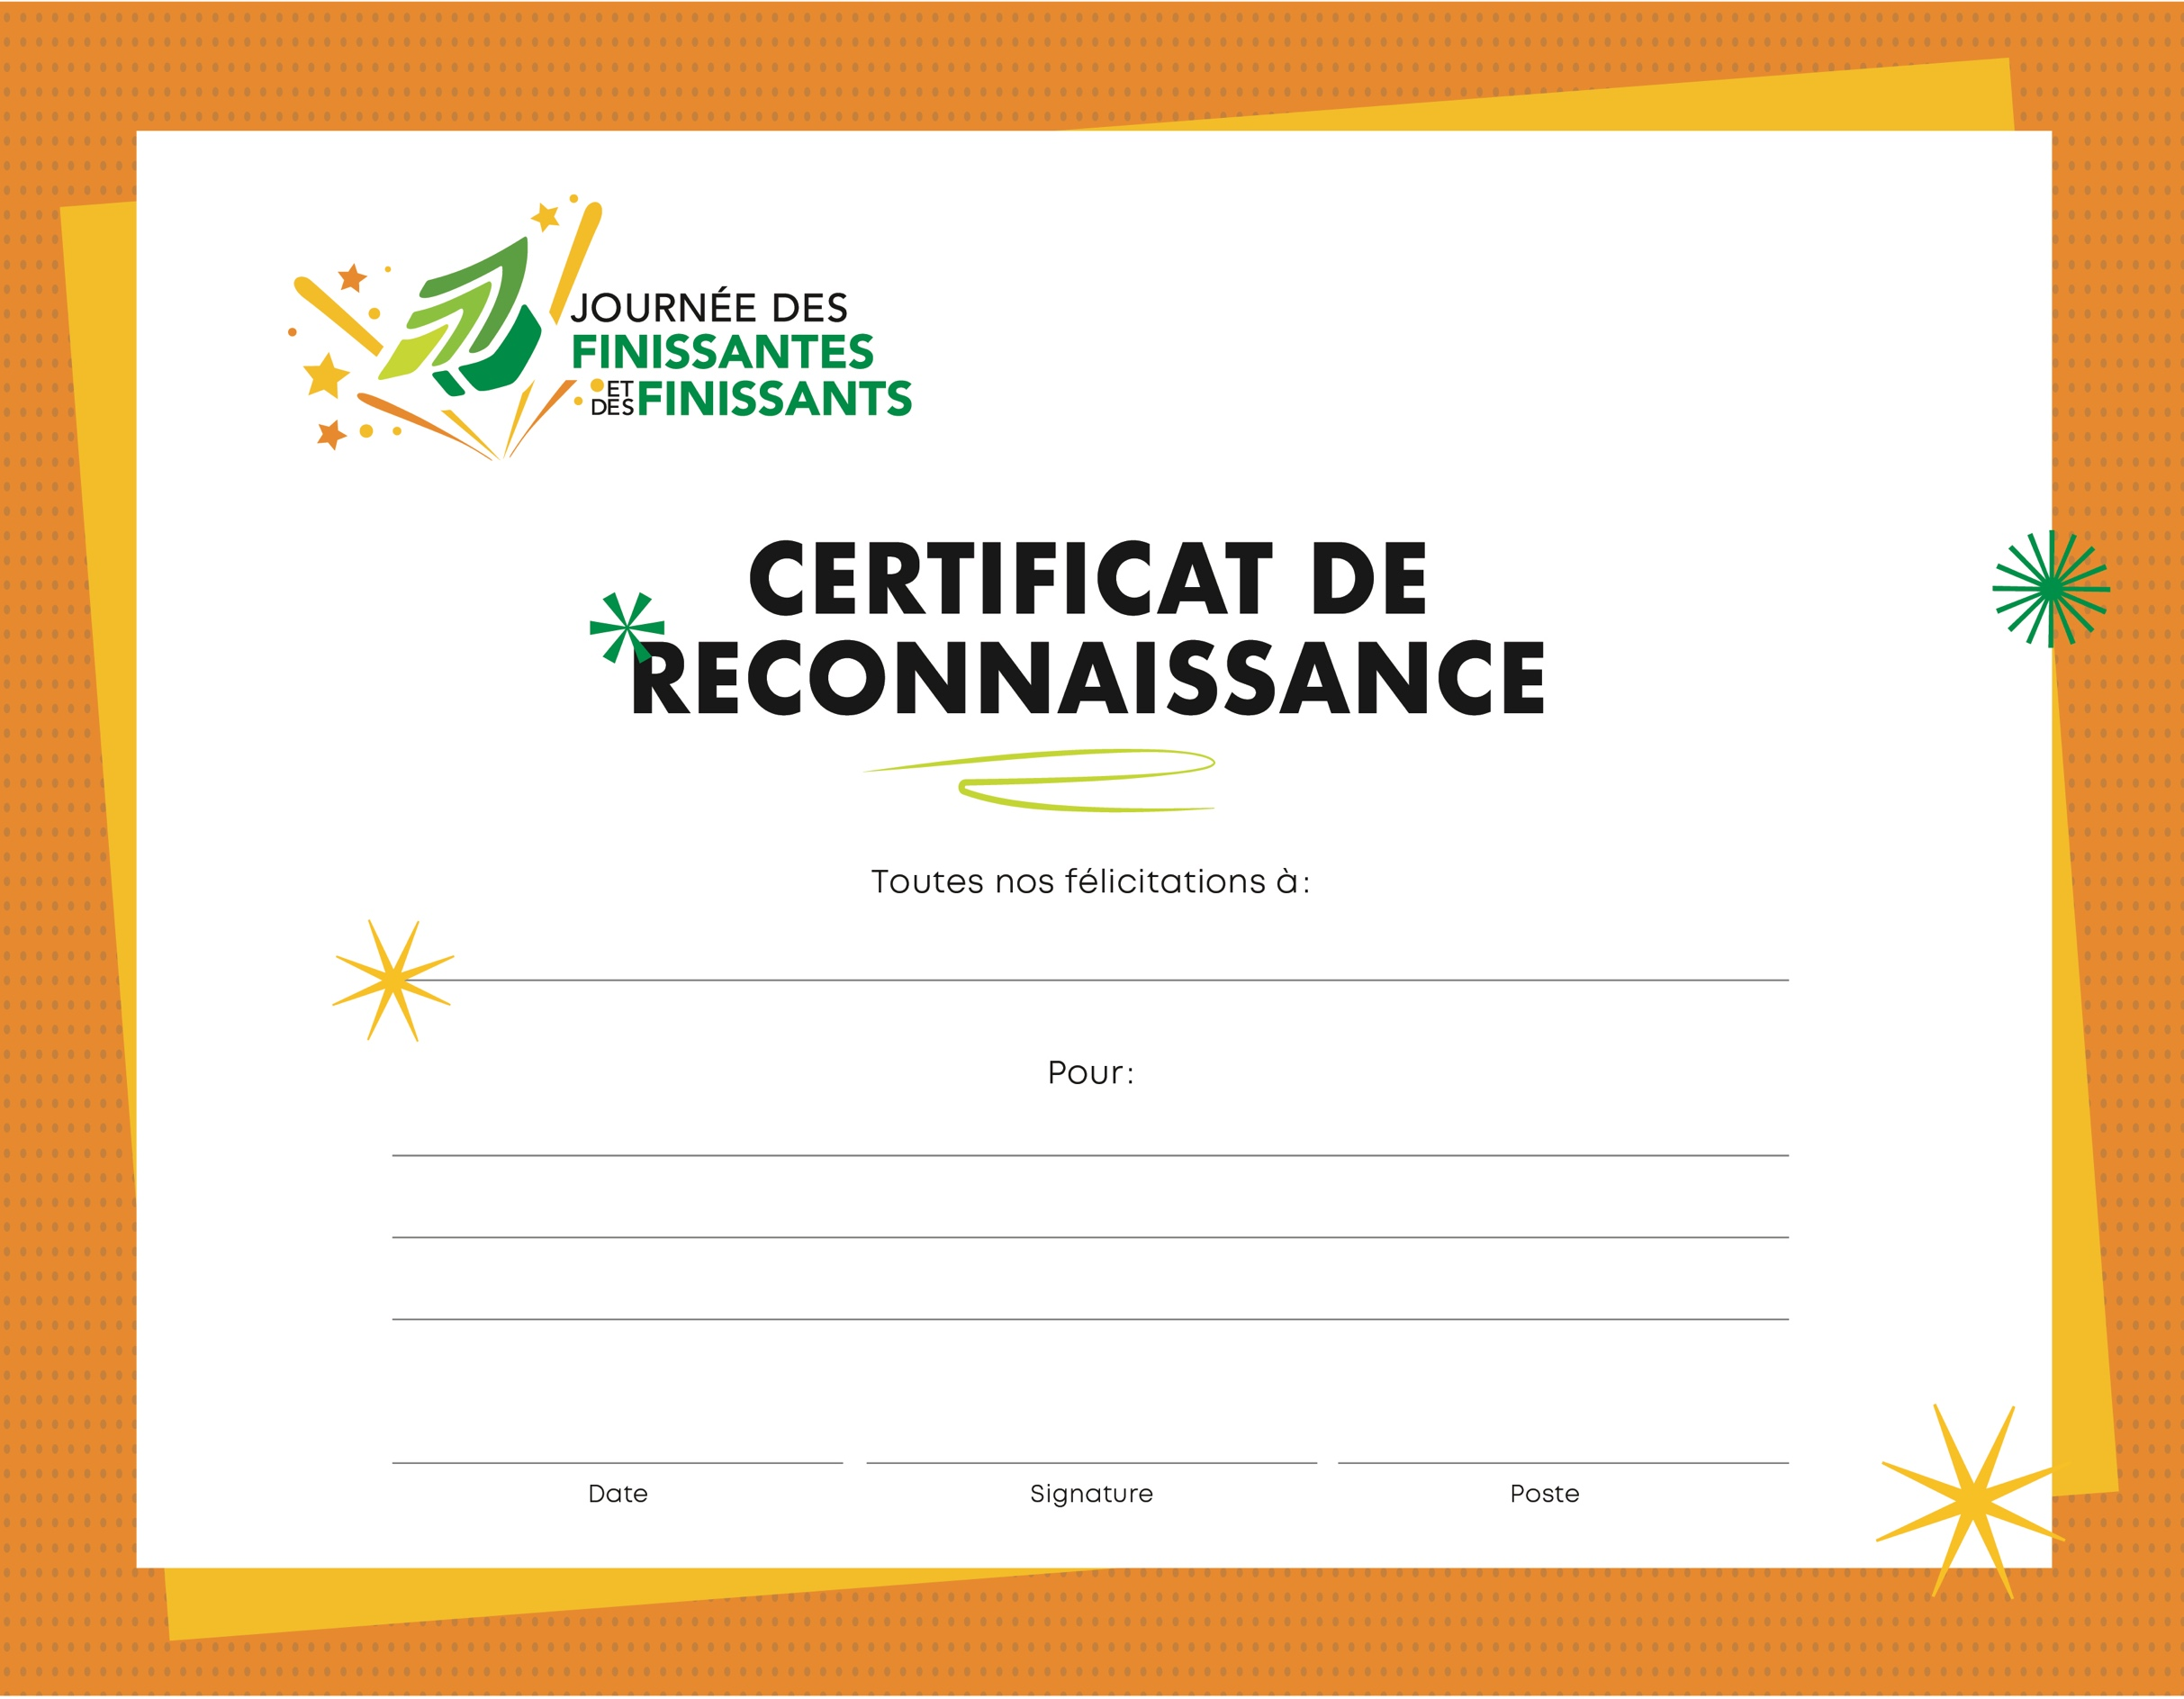 JOURNÉE DES
FINISSANTES
ET DES FINISSANTS
CERTIFICAT DE
RECONNAISSANCE
Toutes nos félicitations à :
Pour :
Date Signature Poste